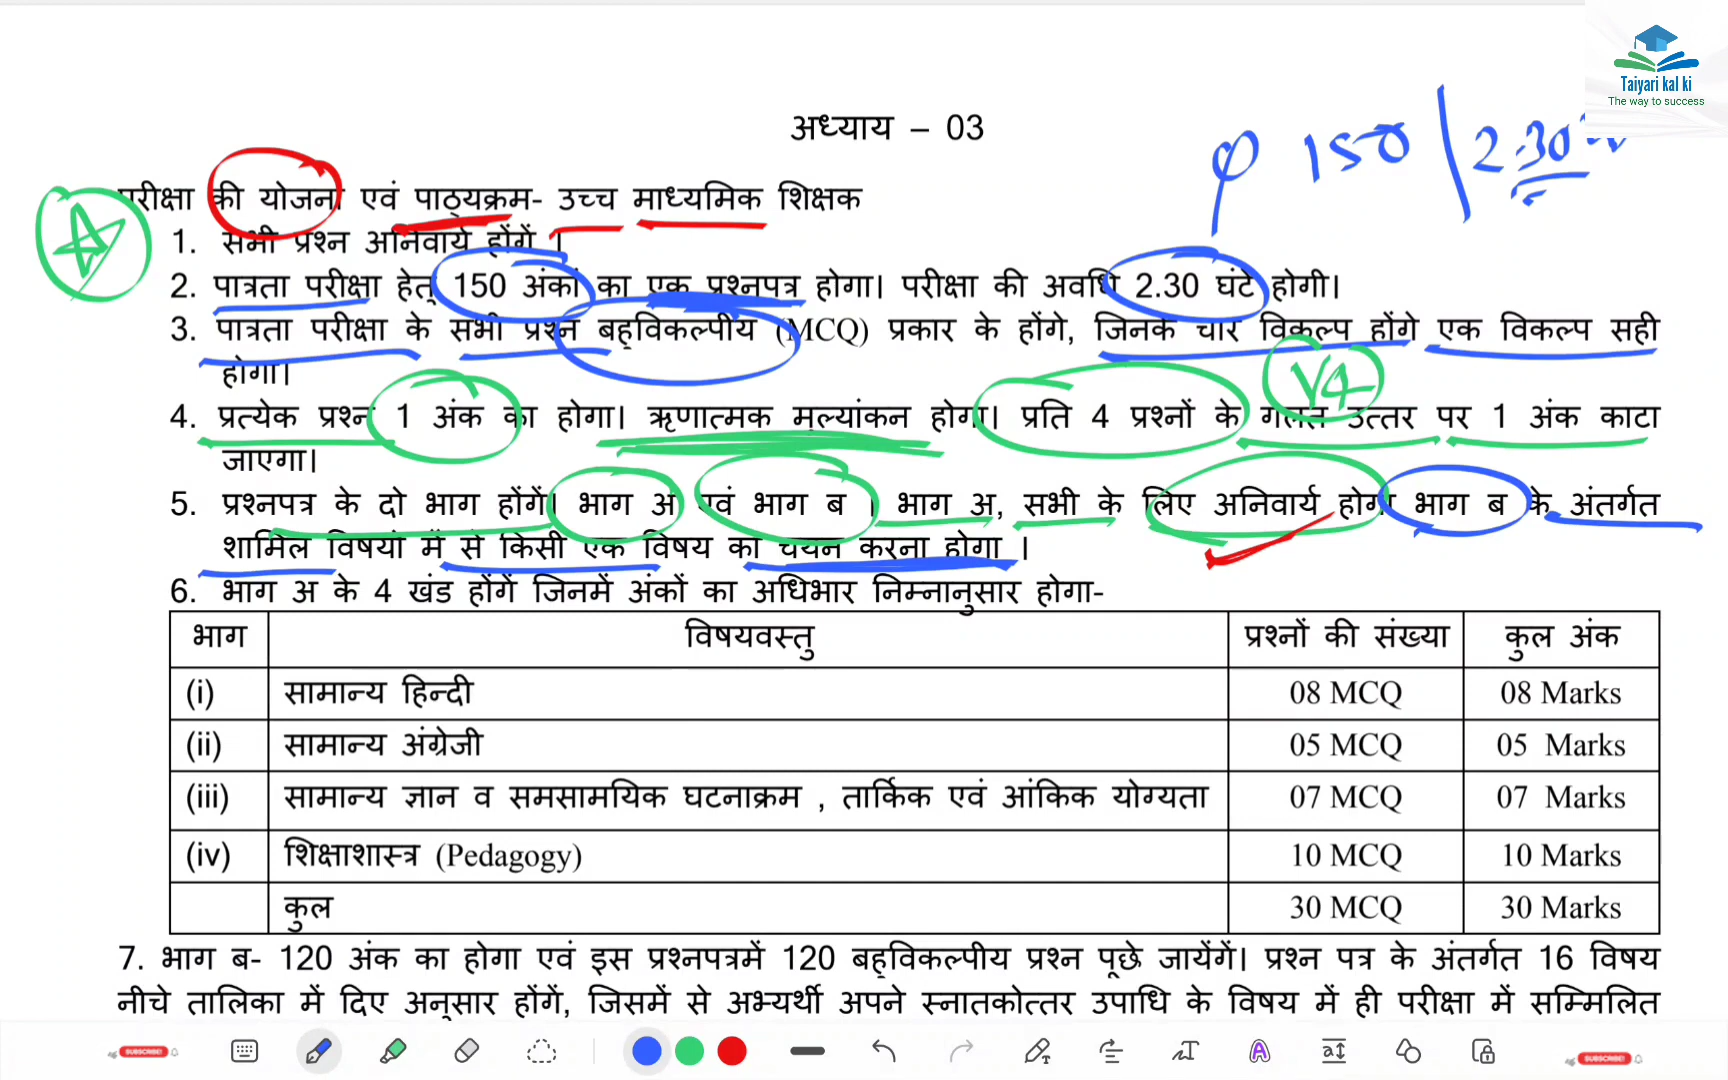 Taiyari kal ki
The way to success
अध्याय – 03
150 | 2.30
परीक्षा की योजना एवं पाठ्यक्रम- उच्च माध्यमिक शिक्षक
1. सभी प्रश्न अनिवार्य होंगें ।
2. पात्रता परीक्षा हेतु 150 अंकों का एक प्रश्नपत्र होगा। परीक्षा की अवधि 2.30 घंटे होगी।
3. पात्रता परीक्षा के सभी प्रश्न बहुविकल्पीय (MCQ) प्रकार के होंगे, जिनके चार विकल्प होंगे एक विकल्प सही
होगा।
1/4
4. प्रत्येक प्रश्न 1 अंक का होगा। ऋणात्मक मूल्यांकन होगा। प्रति 4 प्रश्नों के गलत उत्तर पर 1 अंक काटा
जाएगा।
5. प्रश्नपत्र के दो भाग होंगें। भाग अ एवं भाग ब । भाग अ, सभी के लिए अनिवार्य होगा भाग ब के अंतर्गत
शामिल विषयों में से किसी एक विषय का चयन करना होगा ।
6. भाग अ के 4 खंड होंगें जिनमें अंकों का अधिभार निम्नानुसार होगा-
भाग विषयवस्तु प्रश्नों की संख्या कुल अंक
(i) सामान्य हिन्दी 08 MCQ 08 Marks
(ii) सामान्य अंग्रेजी 05 MCQ 05 Marks
(iii) सामान्य ज्ञान व समसामयिक घटनाक्रम , तार्किक एवं आंकिक योग्यता 07 MCQ 07 Marks
(iv) शिक्षाशास्त्र (Pedagogy) 10 MCQ 10 Marks
कुल 30 MCQ 30 Marks
7. भाग ब- 120 अंक का होगा एवं इस प्रश्नपत्रमें 120 बहुविकल्पीय प्रश्न पूछे जायेंगें। प्रश्न पत्र के अंतर्गत 16 विषय
नीचे तालिका में दिए अनुसार होंगें, जिसमें से अभ्यर्थी अपने स्नातकोत्तर उपाधि के विषय में ही परीक्षा में सम्मिलित
SUBSCRIBE SUBSCRIBE